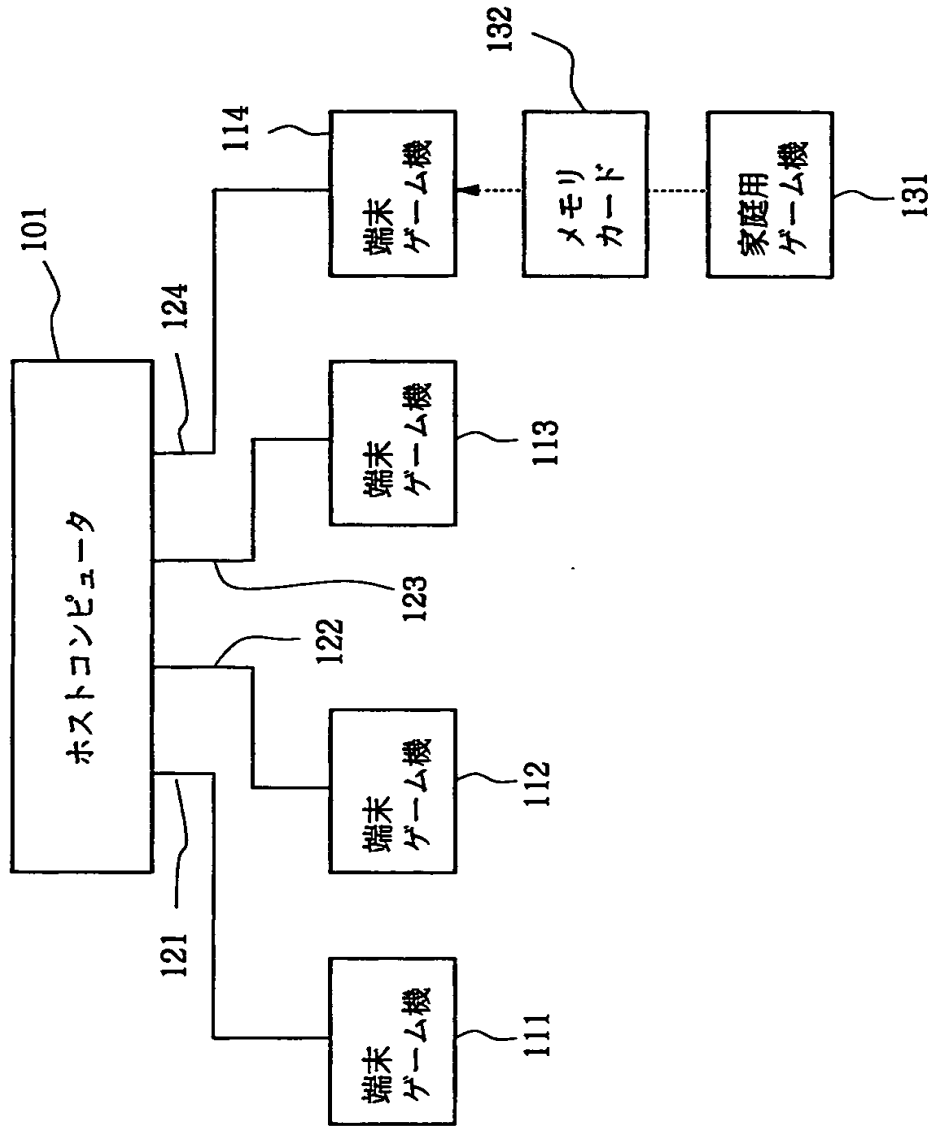 101
ホストコンピュータ
121
122
123
124
端末
ゲーム機
111
端末
ゲーム機
112
端末
ゲーム機
113
端末
ゲーム機
114
メモリ
カード
132
家庭用
ゲーム機
131